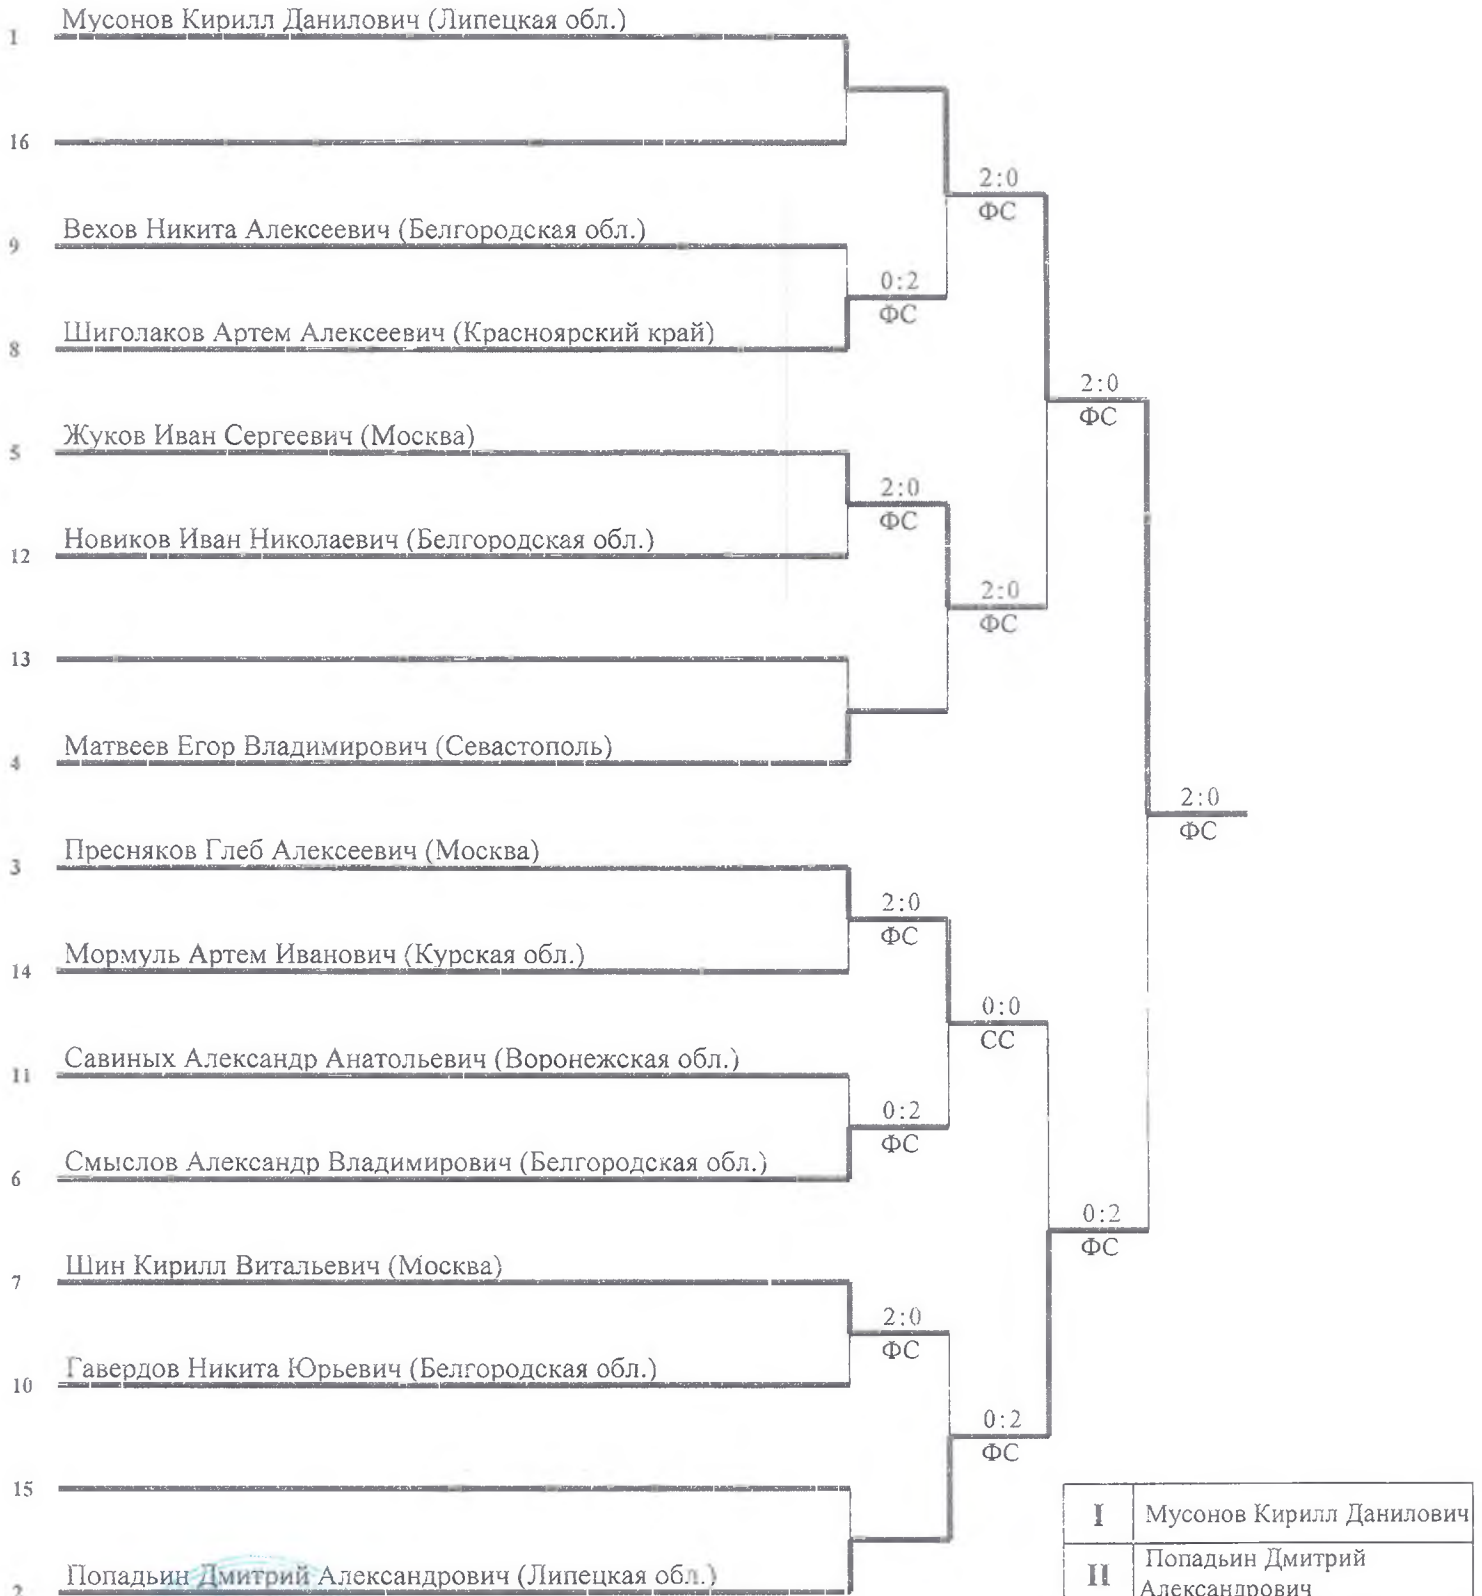 1 Мусонов Кирилл Данилович (Липецкая обл.)
16
2:0
ФС
9 Вехов Никита Алексеевич (Белгородская обл.)
0:2
ФС
8 Шиголаков Артем Алексеевич (Красноярский край)
2:0
ФС
5 Жуков Иван Сергеевич (Москва)
2:0
ФС
12 Новиков Иван Николаевич (Белгородская обл.)
2:0
ФС
13
4 Матвеев Егор Владимирович (Севастополь)
2:0
ФС
3 Пресняков Глеб Алексеевич (Москва)
2:0
ФС
14 Мормуль Артем Иванович (Курская обл.)
0:0
СС
11 Савиных Александр Анатольевич (Воронежская обл.)
0:2
ФС
6 Смыслов Александр Владимирович (Белгородская обл.)
0:2
ФС
7 Шин Кирилл Витальевич (Москва)
2:0
ФС
10 Гавердов Никита Юрьевич (Белгородская обл.)
0:2
ФС
15
I Мусонов Кирилл Данилович
2 Попадьин Дмитрий Александрович (Липецкая обл.)
II Попадьин Дмитрий
Александрович